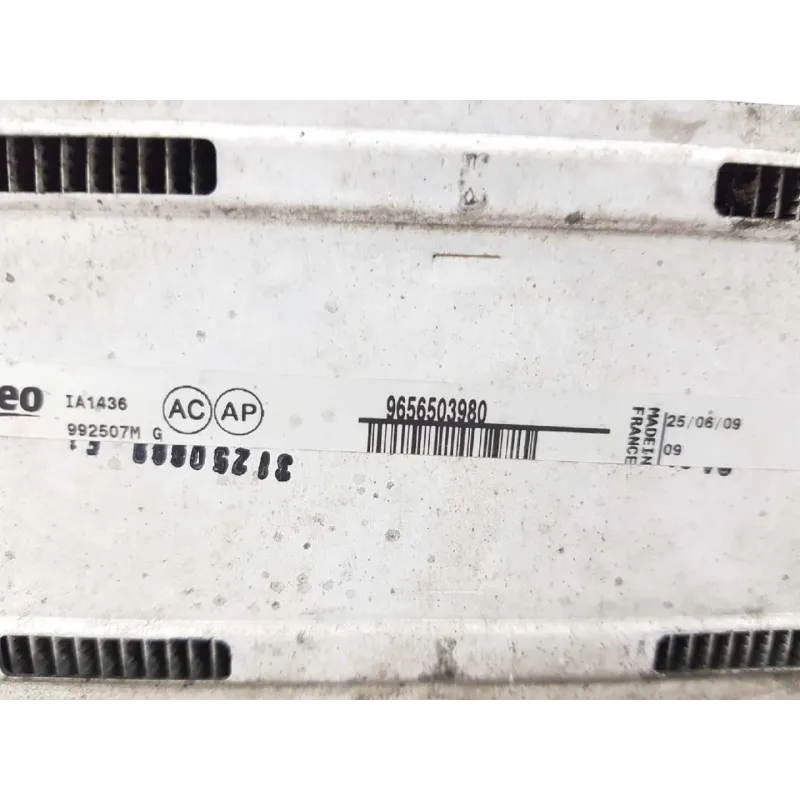 eo IA1436 AC AP 9656503980
992507M G
MADE IN
FRANCE
25/06/09
09